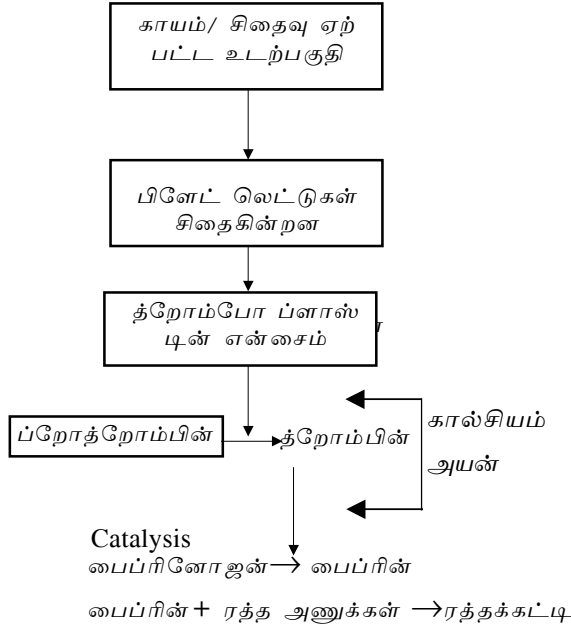 காயம்/ சிதைவு ஏற்
பட்ட உடற்பகுதி
பிளேட் லெட்டுகள்
சிதைகின்றன
த்றோம்போ ப்ளாஸ்
டின் என்சைம்
ப்றோத்றோம்பின்
த்றோம்பின்
கால்சியம்
அயன்
Catalysis
பைப்ரினோஜன் → பைப்ரின்
பைப்ரின் + ரத்த அணுக்கள் → ரத்தக்கட்டி